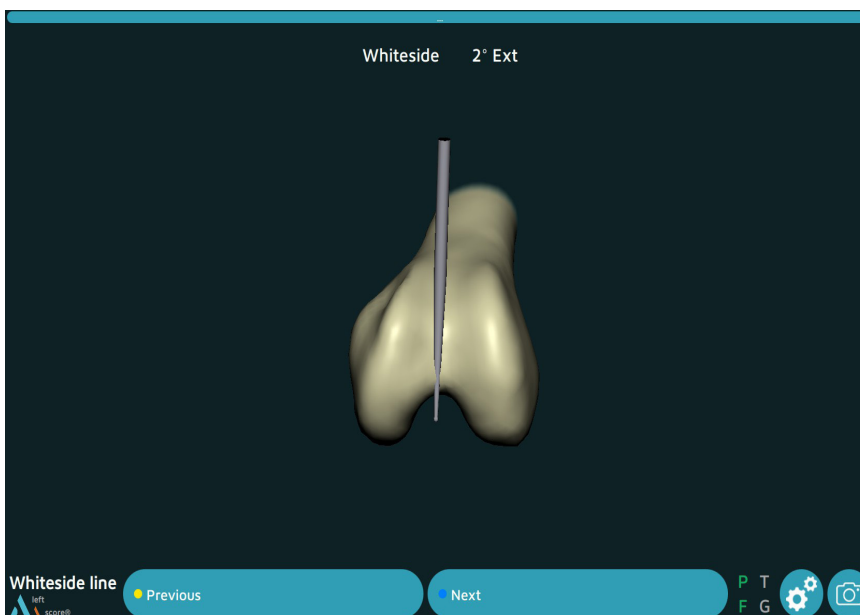 ...
Whiteside 2° Ext
Whiteside line
left
score®
Previous
Next
P T
F G